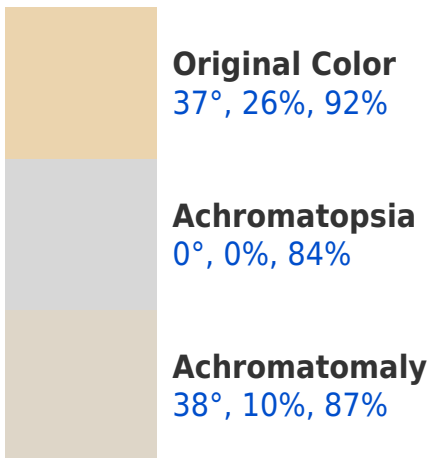 Original Color
37°, 26%, 92%
Achromatopsia
0°, 0%, 84%
Achromatomaly
38°, 10%, 87%